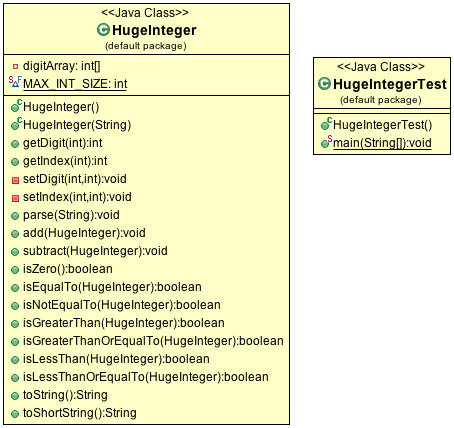 <<Java Class>>
HugeInteger
(default package)
digitArray: int[]
MAX_INT_SIZE: int
HugeInteger()
HugeInteger(String)
getDigit(int):int
getIndex(int):int
setDigit(int,int):void
setIndex(int,int):void
parse(String):void
add(HugeInteger):void
subtract(HugeInteger):void
isZero():boolean
isEqualTo(HugeInteger):boolean
isNotEqualTo(HugeInteger):boolean
isGreaterThan(HugeInteger):boolean
isGreaterThanOrEqualTo(HugeInteger):boolean
isLessThan(HugeInteger):boolean
isLessThanOrEqualTo(HugeInteger):boolean
toString():String
toShortString():String
<<Java Class>>
HugeIntegerTest
(default package)
HugeIntegerTest()
main(String[]):void